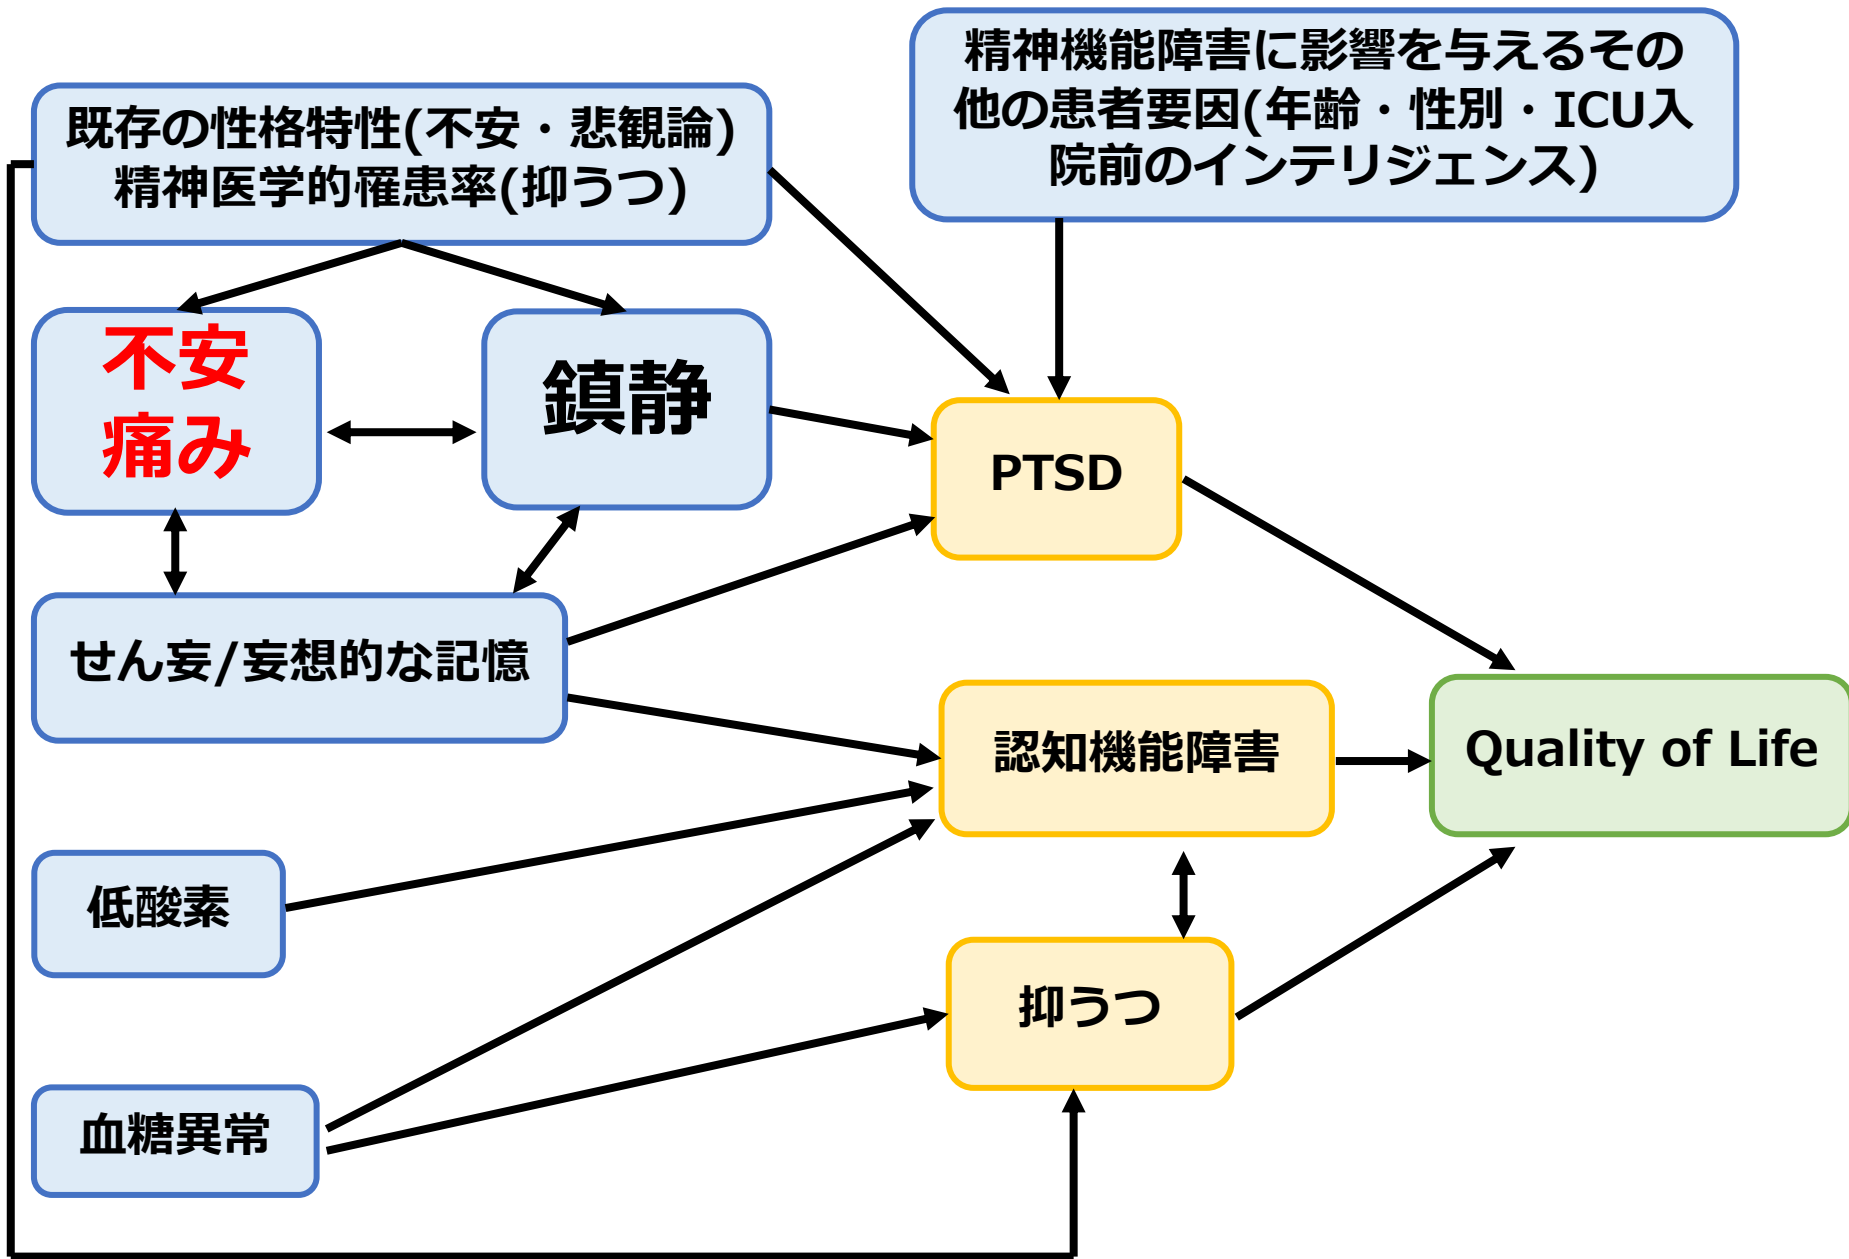 精神機能障害に影響を与えるその
他の患者要因(年齢・性別・ICU入
院前のインテリジェンス)
既存の性格特性(不安・悲観論)
精神医学的罹患率(抑うつ)
不安
痛み
鎮静
PTSD
せん妄/妄想的な記憶
認知機能障害
Quality of Life
低酸素
抑うつ
血糖異常